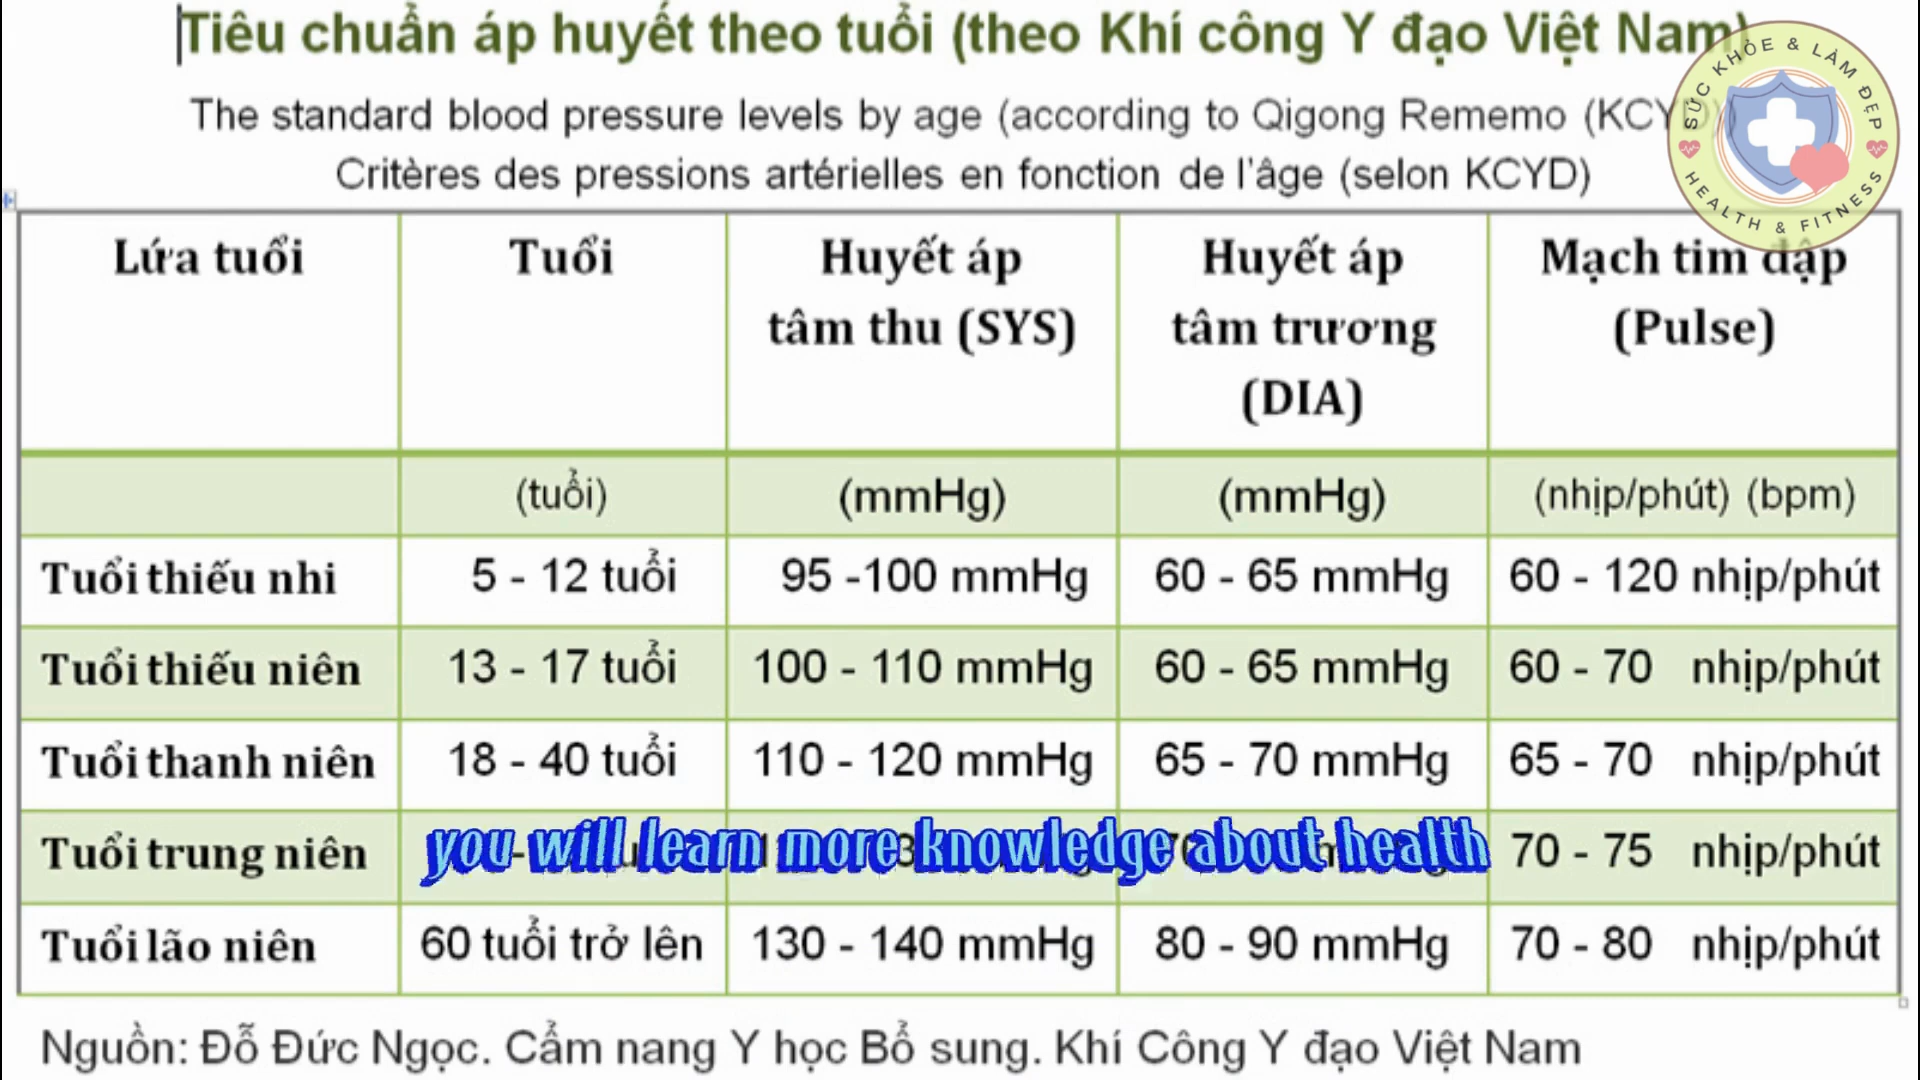 Tiêu chuẩn áp huyết theo tuổi (theo Khí công Y đạo Việt Nam)
The standard blood pressure levels by age (according to Qigong Rememo (KCYD))
Critères des pressions artérielles en fonction de l'âge (selon KCYD)
SỨC KHỎE & LÀM ĐẸP
HEALTH & FITNESS
Lứa tuổi Tuổi Huyết áp tâm thu (SYS) Huyết áp tâm trương (DIA) Mạch tim đập (Pulse)
(tuổi) (mmHg) (mmHg) (nhịp/phút) (bpm)
Tuổi thiếu nhi 5 - 12 tuổi 95 -100 mmHg 60 - 65 mmHg 60 - 120 nhịp/phút
Tuổi thiếu niên 13 - 17 tuổi 100 - 110 mmHg 60 - 65 mmHg 60 - 70 nhịp/phút
Tuổi thanh niên 18 - 40 tuổi 110 - 120 mmHg 65 - 70 mmHg 65 - 70 nhịp/phút
Tuổi trung niên 70 - 75 nhịp/phút
you will learn more knowledge about health
Tuổi lão niên 60 tuổi trở lên 130 - 140 mmHg 80 - 90 mmHg 70 - 80 nhịp/phút
Nguồn: Đỗ Đức Ngọc. Cẩm nang Y học Bổ sung. Khí Công Y đạo Việt Nam